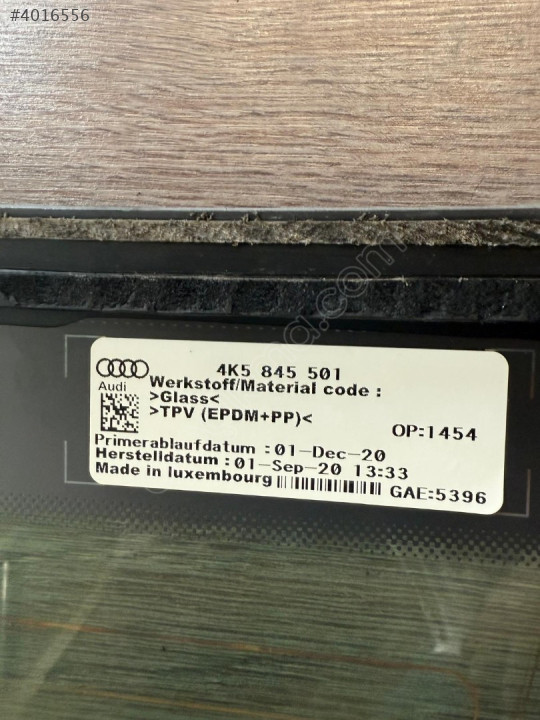 #4016556
4K5 845 501
Audi
Werkstoff/Material code :
>Glass<
>TPV (EPDM+PP)<
OP:1454
Primerablaufdatum :01-Dec-20
Herstelldatum :01-Sep-20 13:33
Made in luxembourg
GAE:5396